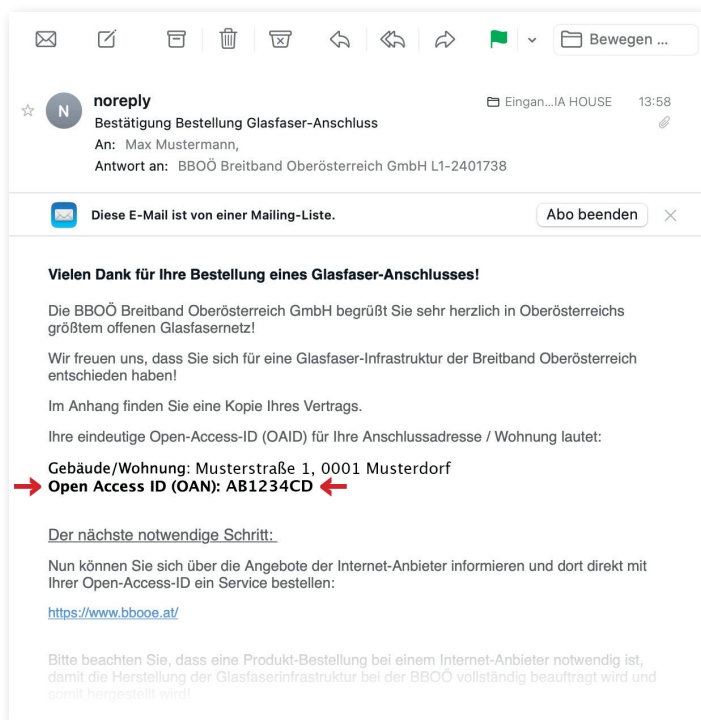 Bewegen ...
N
noreply
Eingan...IA HOUSE 13:58
Bestätigung Bestellung Glasfaser-Anschluss
An: Max Mustermann,
Antwort an: BBOÖ Breitband Oberösterreich GmbH L1-2401738
Diese E-Mail ist von einer Mailing-Liste.
Abo beenden
Vielen Dank für Ihre Bestellung eines Glasfaser-Anschlusses!
Die BBOÖ Breitband Oberösterreich GmbH begrüßt Sie sehr herzlich in Oberösterreichs
größtem offenen Glasfasernetz!
Wir freuen uns, dass Sie sich für eine Glasfaser-Infrastruktur der Breitband Oberösterreich
entschieden haben!
Im Anhang finden Sie eine Kopie Ihres Vertrags.
Ihre eindeutige Open-Access-ID (OAID) für Ihre Anschlussadresse / Wohnung lautet:
Gebäude/Wohnung: Musterstraße 1, 0001 Musterdorf
Open Access ID (OAN): AB1234CD
Der nächste notwendige Schritt:
Nun können Sie sich über die Angebote der Internet-Anbieter informieren und dort direkt mit
Ihrer Open-Access-ID ein Service bestellen:
https://www.bbooe.at/
Bitte beachten Sie, dass eine Produkt-Bestellung bei einem Internet-Anbieter notwendig ist,
damit die Herstellung der Glasfaserinfrastruktur bei der BBOÖ vollständig beauftragt wird und
somit hergestellt wird!